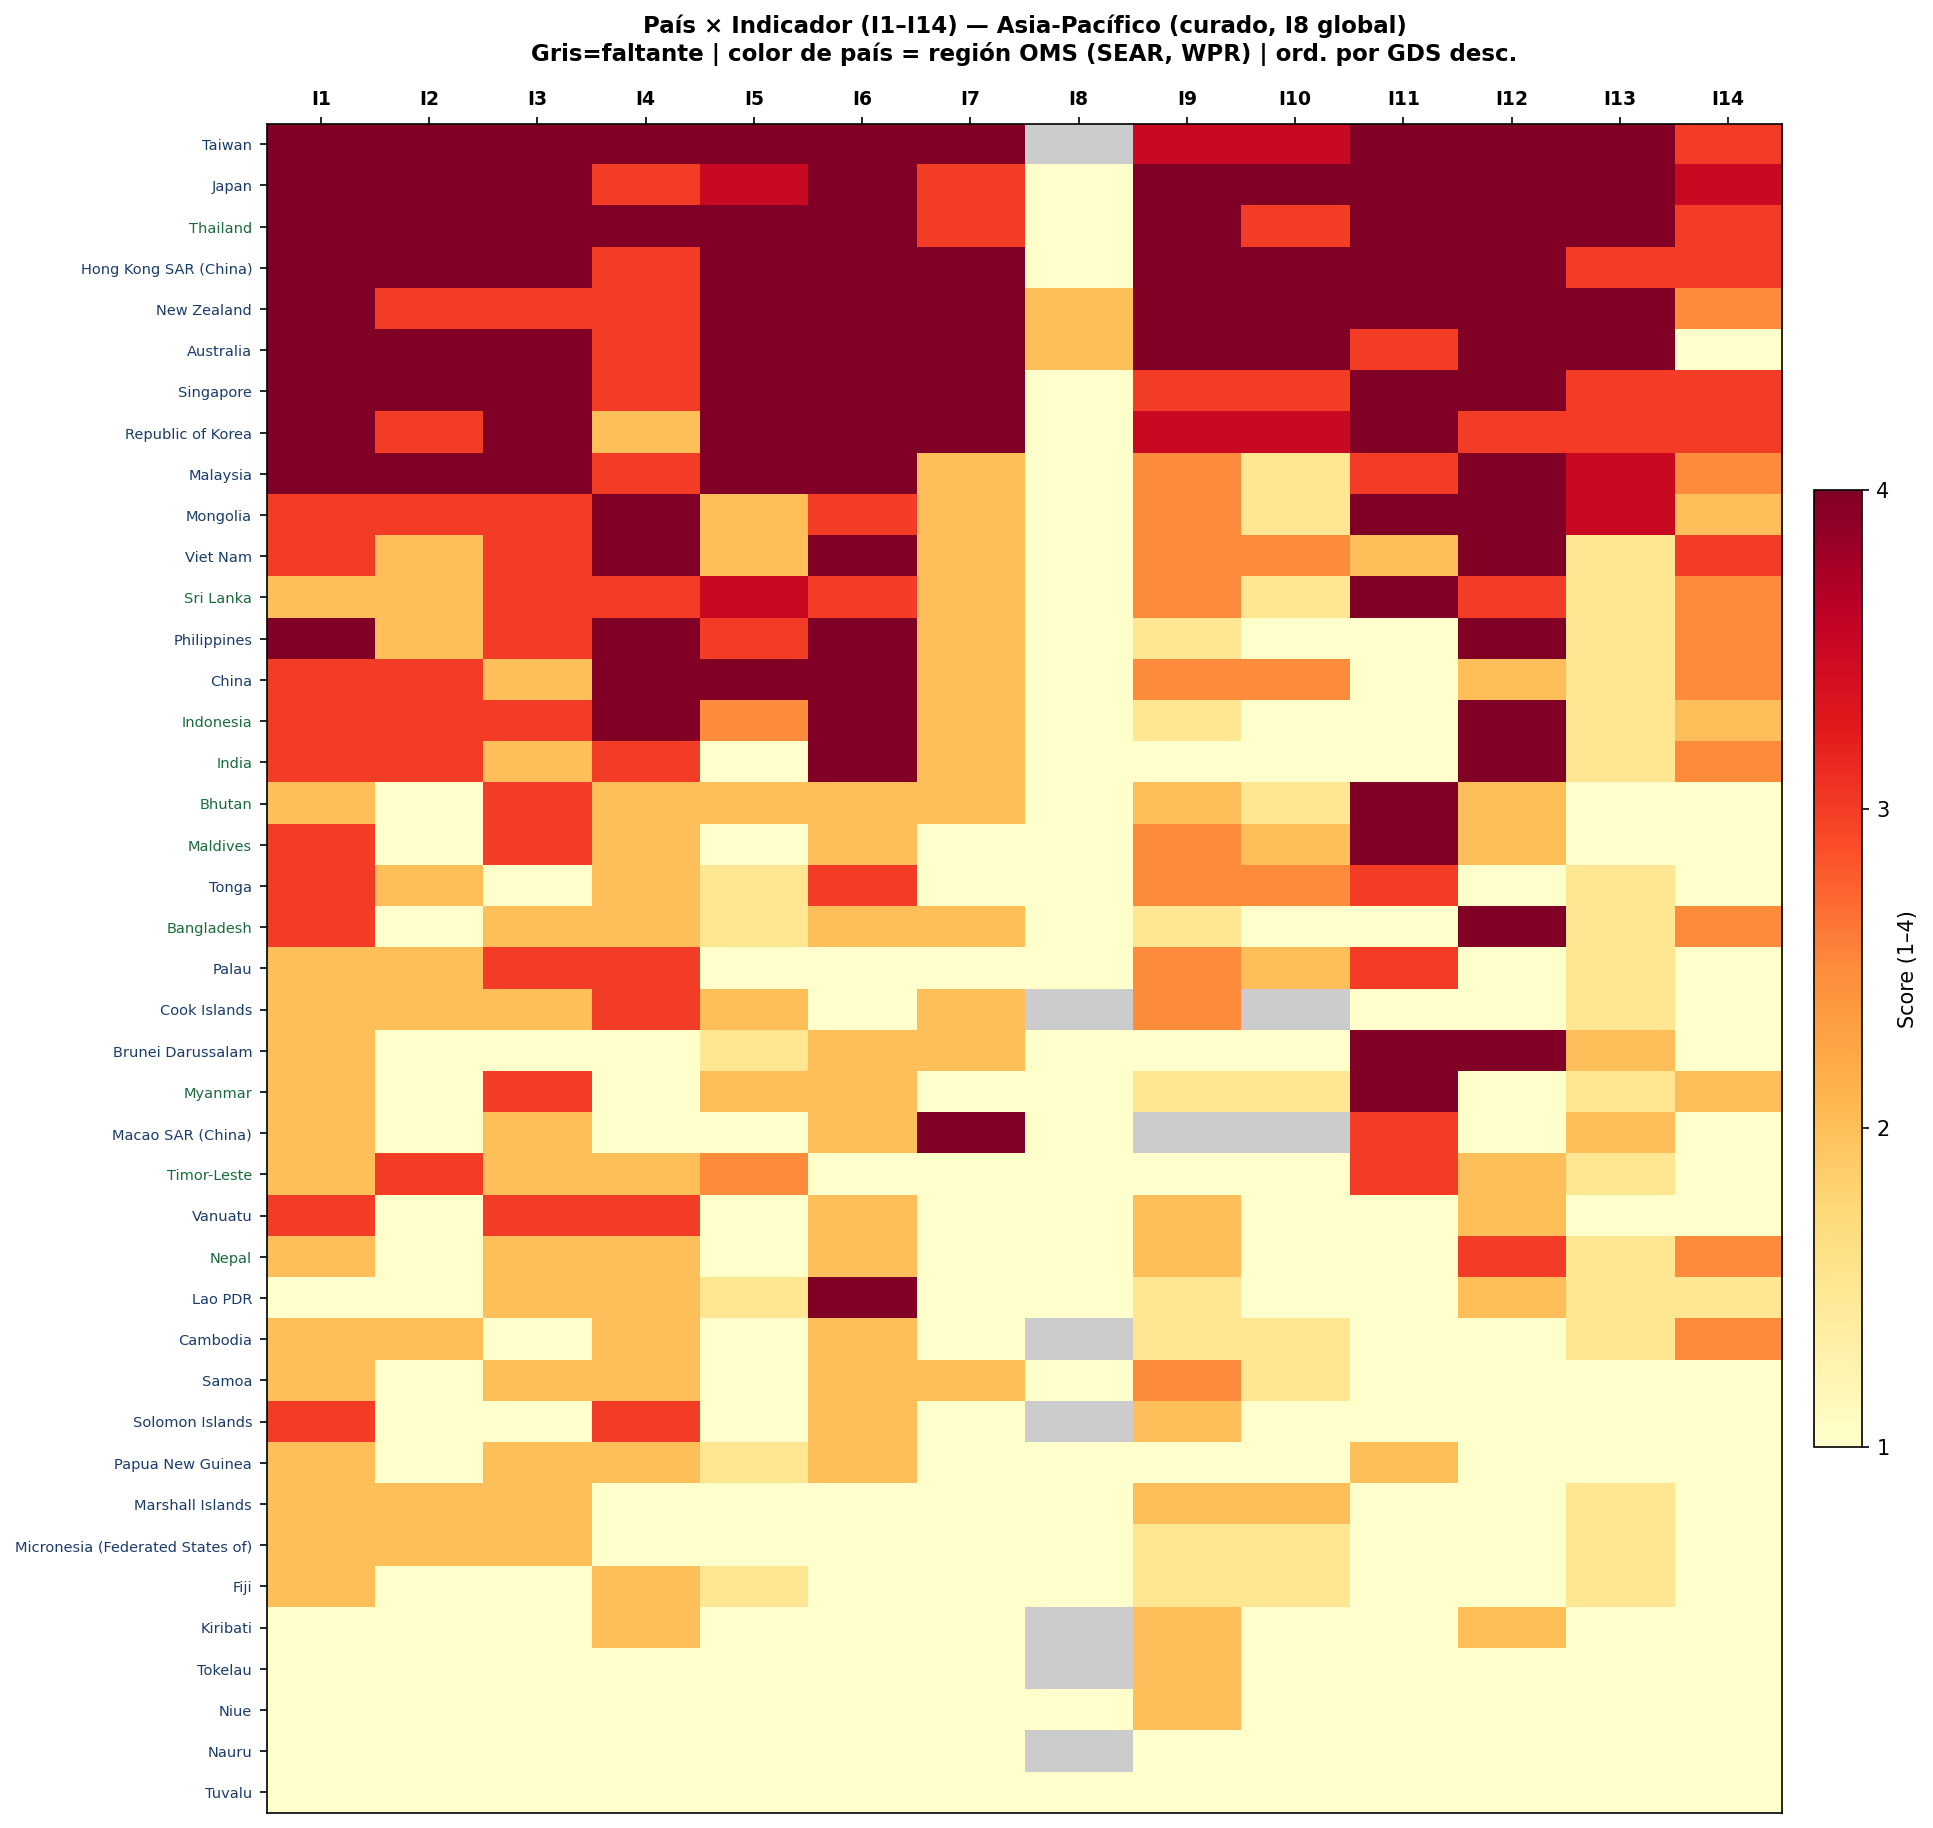 País × Indicador (I1–I14) — Asia-Pacífico (curado, I8 global)
Gris=faltante | color de país = región OMS (SEAR, WPR) | ord. por GDS desc.
I1 I2 I3 I4 I5 I6 I7 I8 I9 I10 I11 I12 I13 I14
Taiwan
Japan
Thailand
Hong Kong SAR (China)
New Zealand
Australia
Singapore
Republic of Korea
Malaysia
Mongolia
Viet Nam
Sri Lanka
Philippines
China
Indonesia
India
Bhutan
Maldives
Tonga
Bangladesh
Palau
Cook Islands
Brunei Darussalam
Myanmar
Macao SAR (China)
Timor-Leste
Vanuatu
Nepal
Lao PDR
Cambodia
Samoa
Solomon Islands
Papua New Guinea
Marshall Islands
Micronesia (Federated States of)
Fiji
Kiribati
Tokelau
Niue
Nauru
Tuvalu
4
3
2
1
Score (1–4)